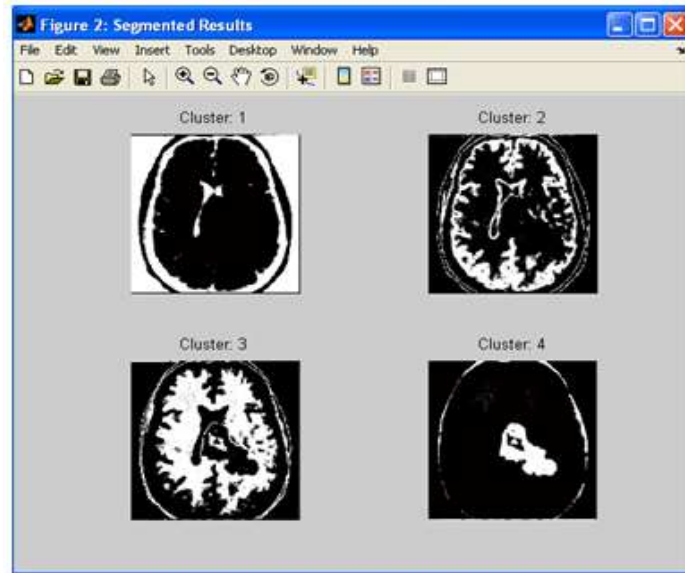 Figure 2: Segmented Results
File Edit View Insert Tools Desktop Window Help
Cluster: 1 Cluster: 2
Cluster: 3 Cluster: 4